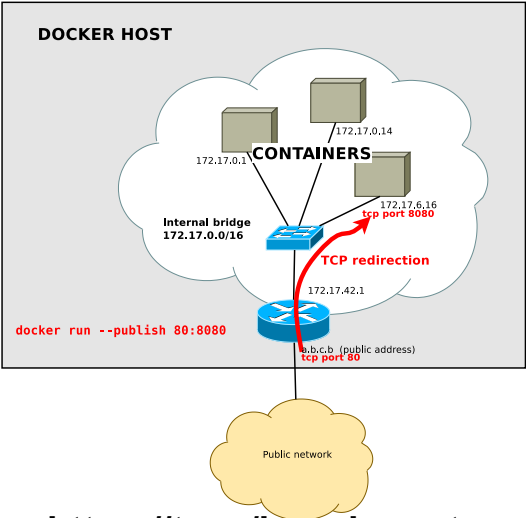 DOCKER HOST
172.17.0.14
172.17.0.1
CONTAINERS
172.17.6.16
tcp port 8080
Internal bridge
172.17.0.0/16
TCP redirection
172.17.42.1
docker run --publish 80:8080
a.b.c.b (public address)
tcp port 80
Public network